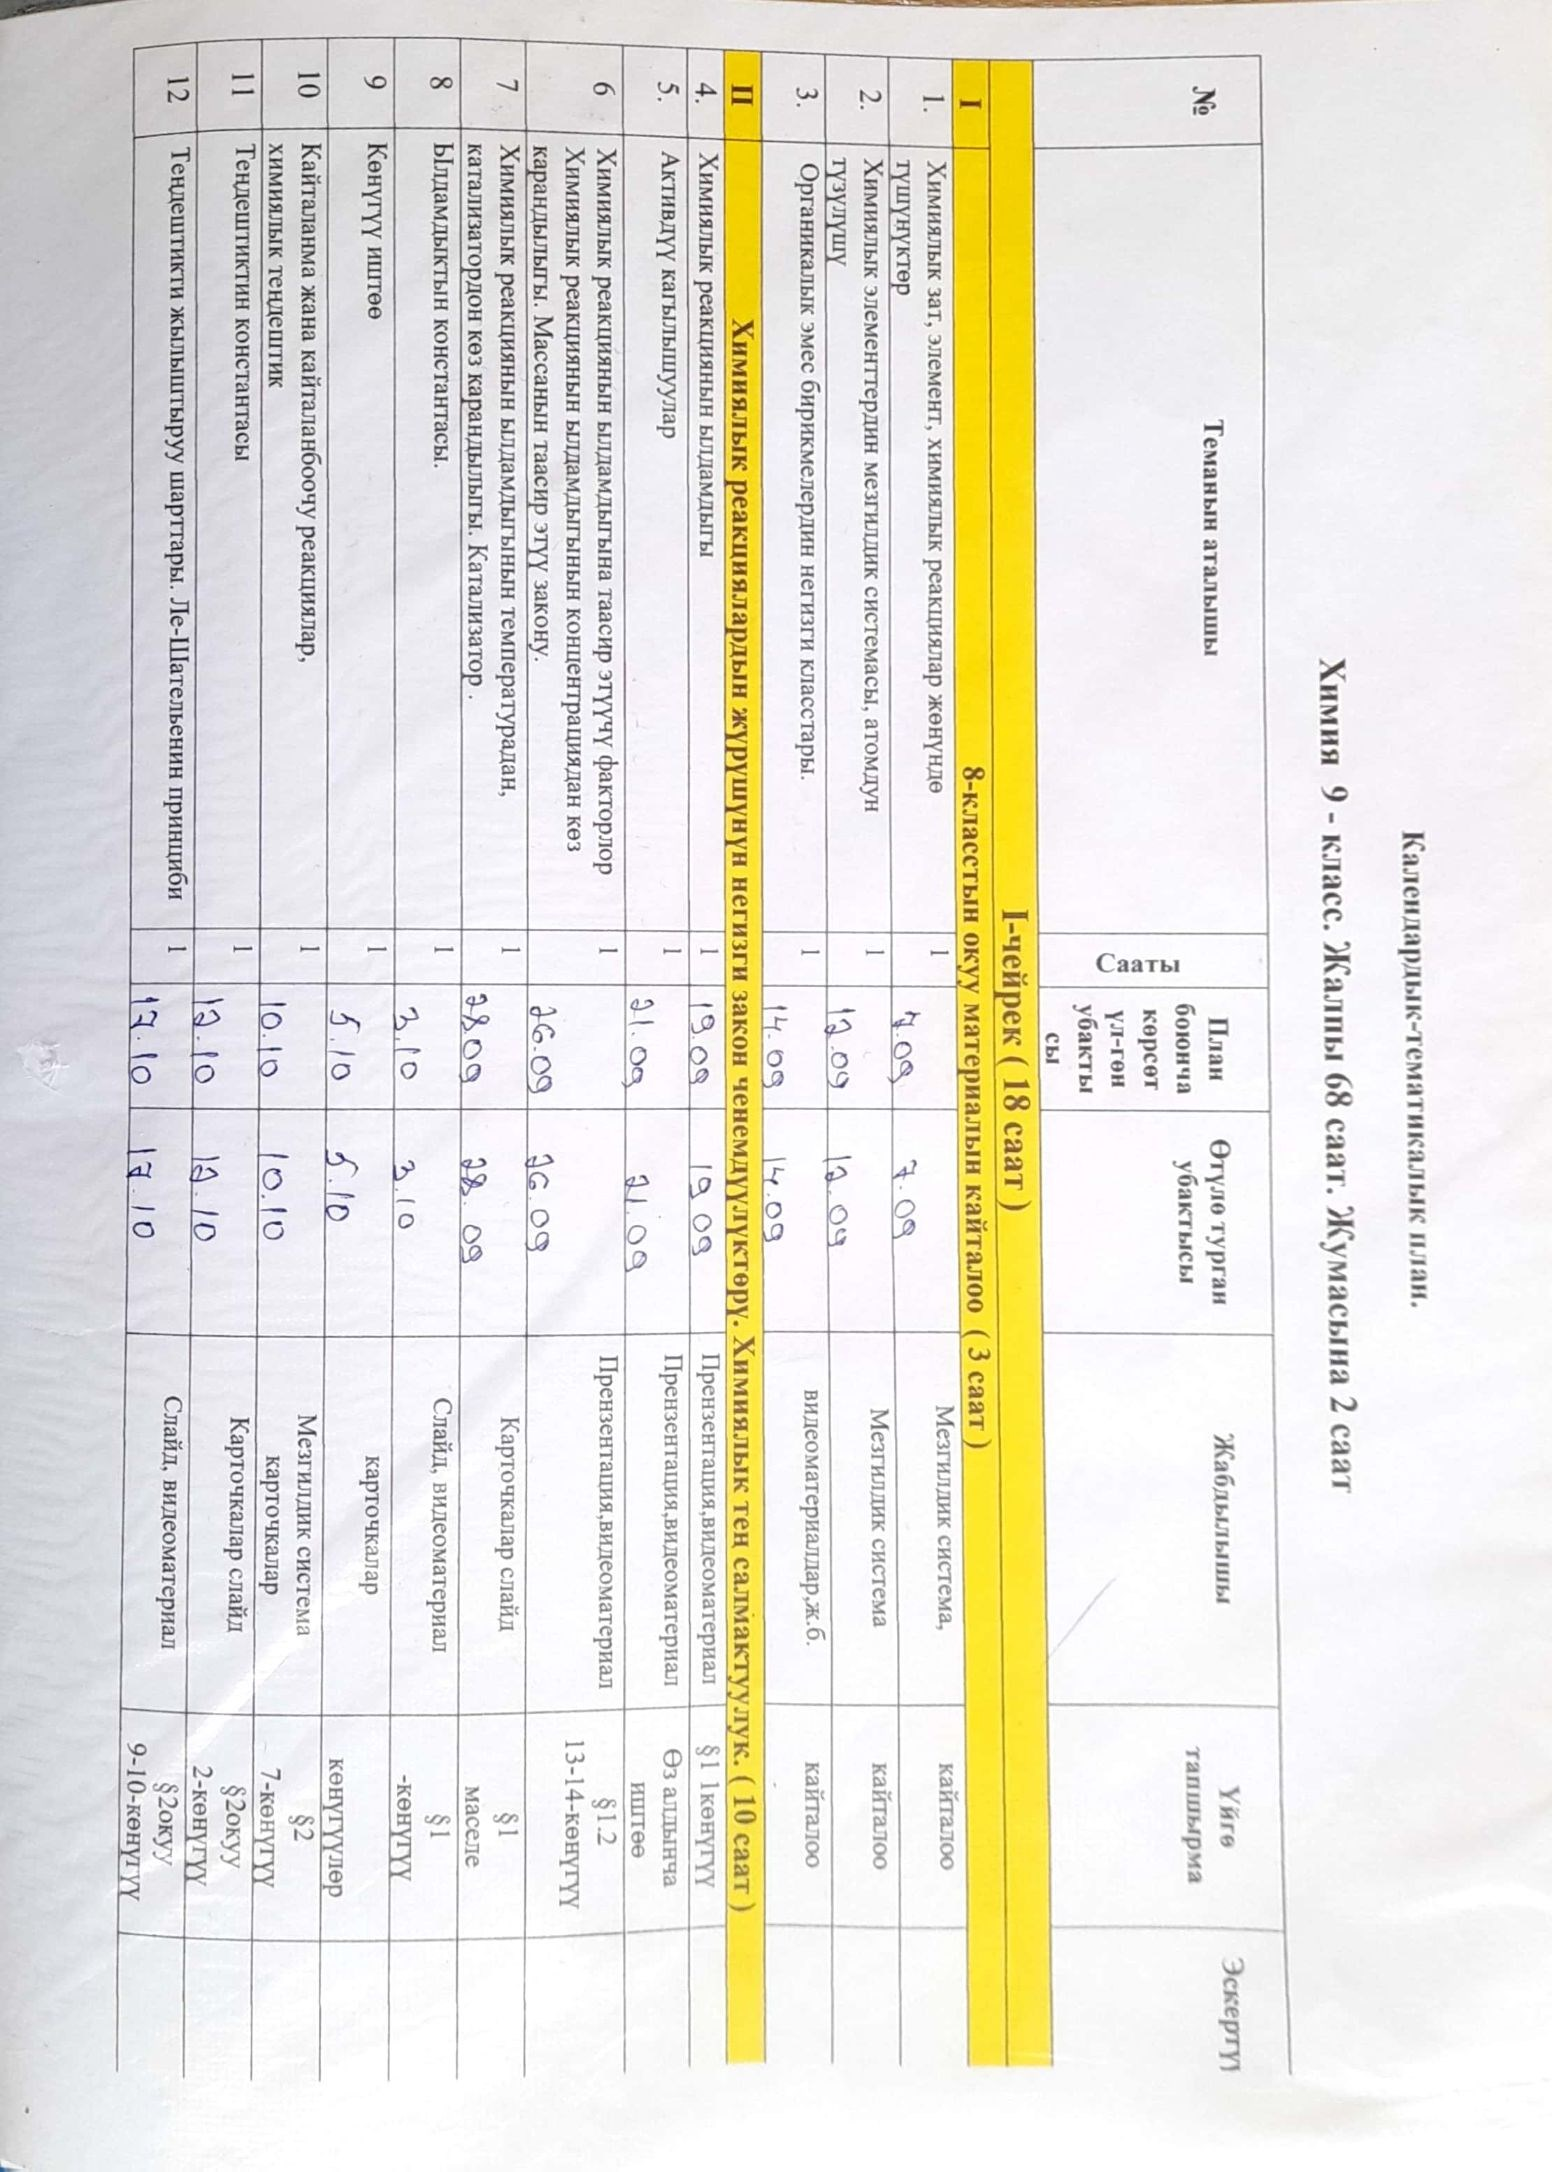 Календардык-тематикалык план.
Химия 9 - класс. Жалпы 68 саат. Жумасына 2 саат
№ Теманын аталышы Сааты План боюнча көрсөт үл-гөн убакты сы Өтүлө турган убактысы Жабдылышы Үйгө тапшырма Эскертүү
I-чейрек ( 18 саат )
I 8-класстын окуу материалын кайталоо ( 3 саат )
1. Химиялык зат, элемент, химиялык реакциялар жөнүндө түшүнүктөр 1 7.09 7.09 Мезгилдик система, кайталоо
2. Химиялык элементтердин мезгилдик системасы, атомдун түзүлүшү 1 12.09 12.09 Мезгилдик система кайталоо
3. Органикалык эмес бирикмелердин негизги класстары. 1 14.09 14.09 видеоматериалдар,ж.б. кайталоо
II Химиялык реакциялардын жүрүшүнүн негизги закон ченемдүүлүктөрү. Химиялык тең салмактуулук. ( 10 саат )
4. Химиялык реакциянын ылдамдыгы 1 19.09 19.09 Прензентация,видеоматериал §1 1көнүгүү
5. Активдүү кагылышуулар 1 21.09 21.09 Прензентация,видеоматериал Өз алдынча иштөө
6 Химиялык реакциянын ылдамдыгына таасир этүүчү факторлор Химиялык реакциянын ылдамдыгынын концентрациядан көз карандылыгы. Массанын таасир этүү закону. 1 26.09 26.09 Прензентация,видеоматериал §1.2 13-14-көнүгүү
7 Химиялык реакциянын ылдамдыгынын температурадан, катализатордон көз карандылыгы. Катализатор . 1 28.09 28.09 Карточкалар слайд §1 маселе
8 Ылдамдыктын константасы. 1 3.10 3.10 Слайд, видеоматериал §1 -көнүгүү
9 Көнүгүү иштөө 1 5.10 5.10 карточкалар көнүгүүлөр
10 Кайталанма жана кайталанбоочу реакциялар, химиялык теңдештик 1 10.10 10.10 Мезгилдик система карточкалар §2 7-көнүгүү
11 Теңдештиктин константасы 1 12.10 12.10 Карточкалар слайд §2окуу 2-көнүгүү
12 Теңдештикти жылыштыруу шарттары. Ле-Шательенин принциби 1 17.10 17.10 Слайд, видеоматериал §2окуу 9-10-көнүгүү